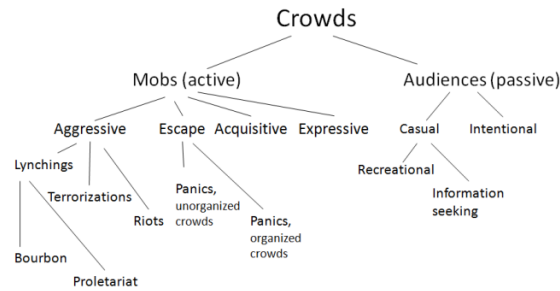 Crowds
Mobs (active)
Audiences (passive)
Aggressive
Escape
Acquisitive
Expressive
Casual
Intentional
Lynchings
Terrorizations
Riots
Panics,
unorganized
crowds
Panics,
organized
crowds
Recreational
Information
seeking
Bourbon
Proletariat